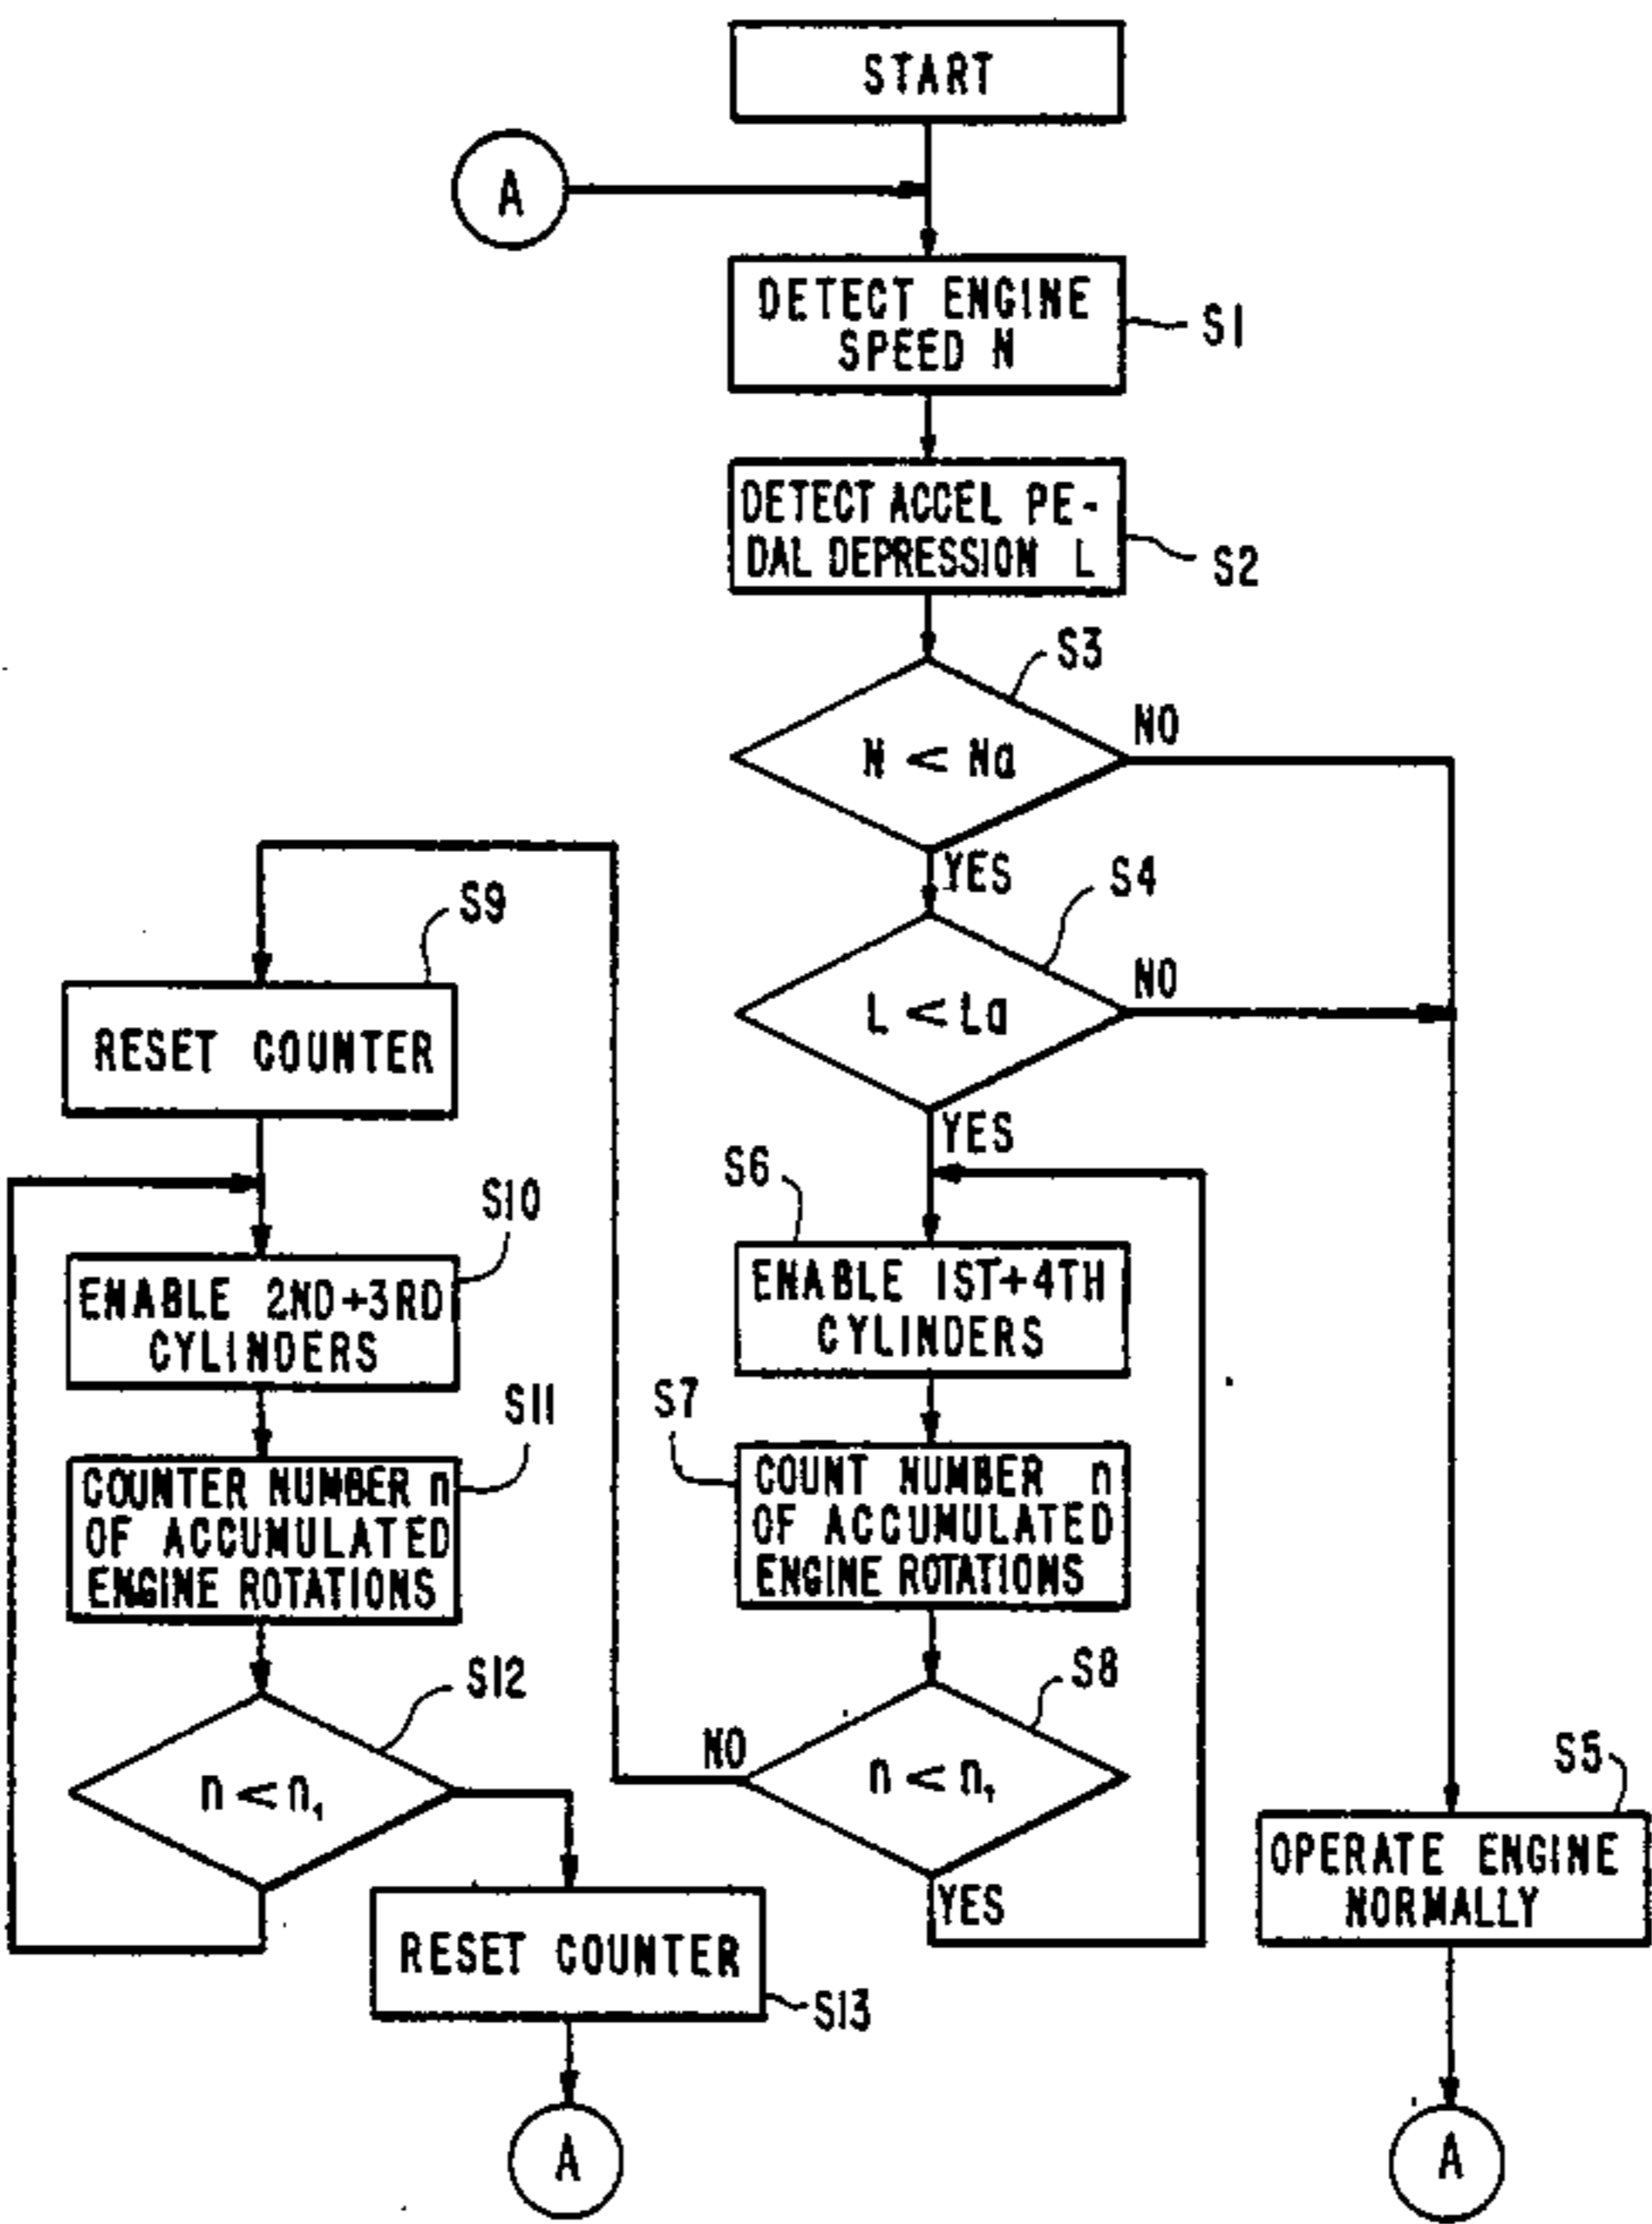 START
A
DETECT ENGINE
SPEED N
S1
DETECT ACCEL PE-
DAL DEPRESSION L
S2
S3
N < Na
NO
YES
S4
L < La
NO
YES
S9
RESET COUNTER
S6
S10
ENABLE 2ND+3RD
CYLINDERS
ENABLE 1ST+4TH
CYLINDERS
S11
S7
COUNTER NUMBER n
OF ACCUMULATED
ENGINE ROTATIONS
COUNT NUMBER n
OF ACCUMULATED
ENGINE ROTATIONS
S12
n < n₁
S8
NO
n < n₁
YES
S5
OPERATE ENGINE
NORMALLY
RESET COUNTER
S13
A
A